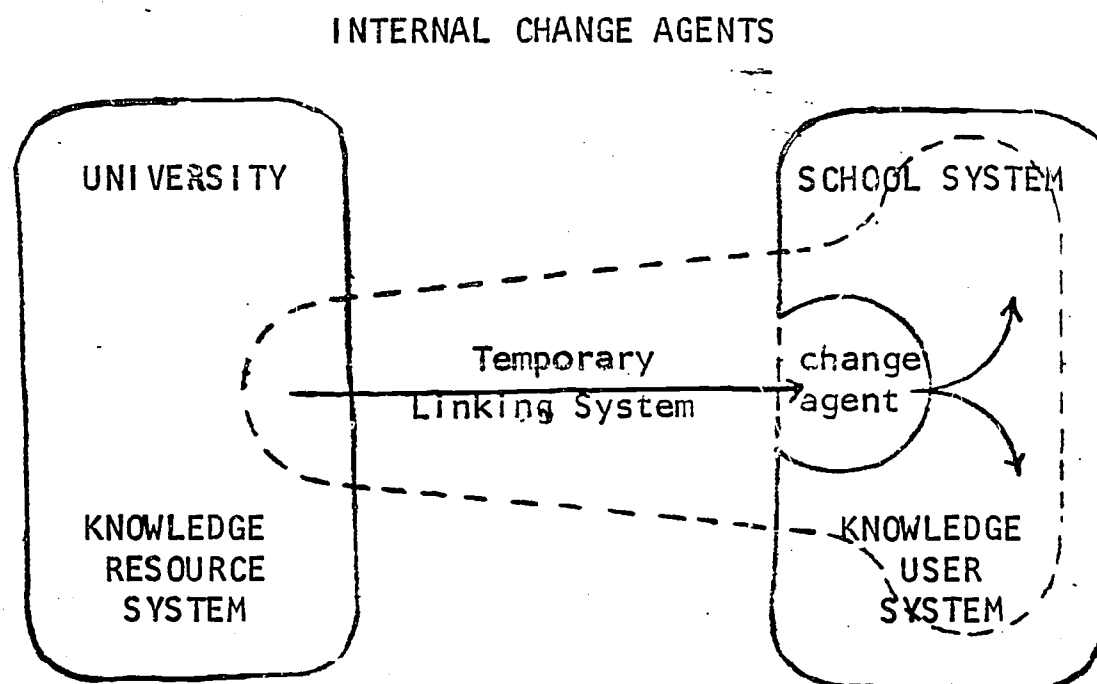 INTERNAL CHANGE AGENTS
UNIVERSITY
SCHOOL SYSTEM
Temporary
Linking System
change
agent
KNOWLEDGE
RESOURCE
SYSTEM
KNOWLEDGE
USER
SYSTEM